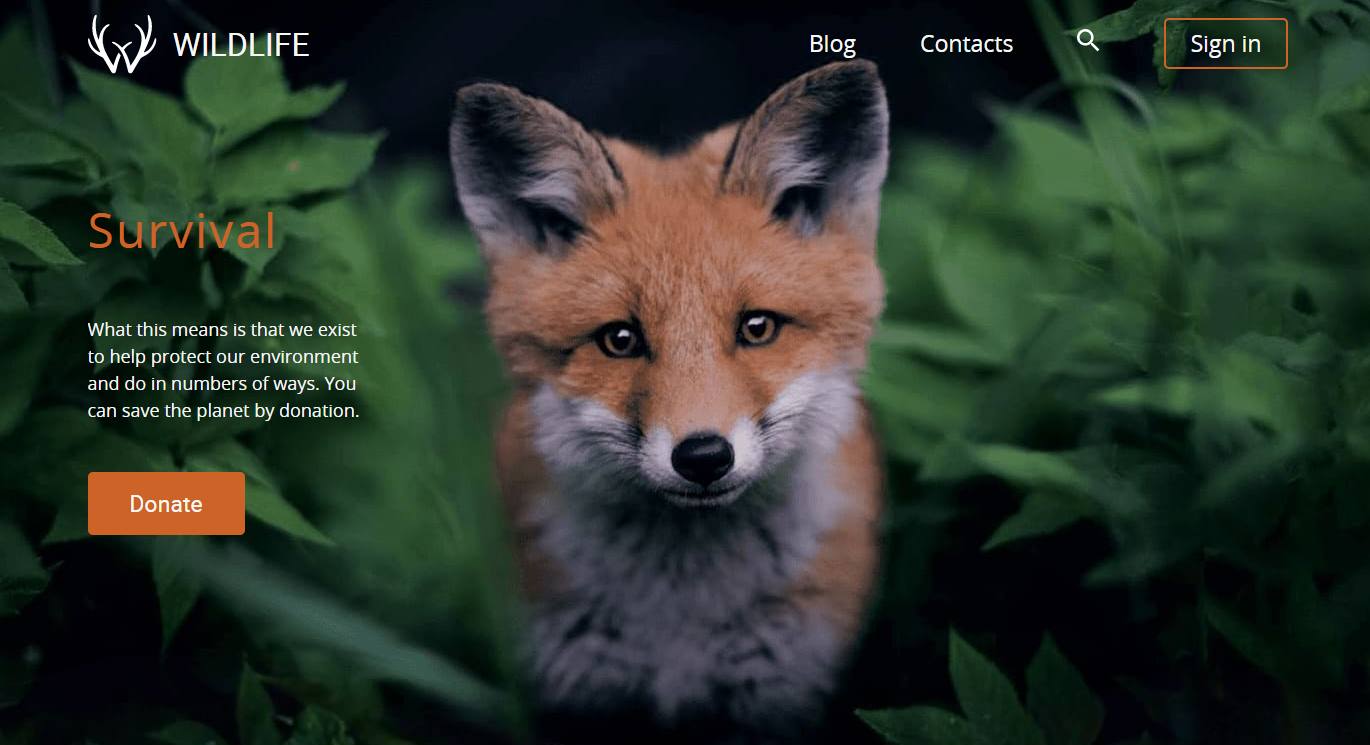 WILDLIFE
Blog
Contacts
Sign in
Survival
What this means is that we exist
to help protect our environment
and do in numbers of ways. You
can save the planet by donation.
Donate